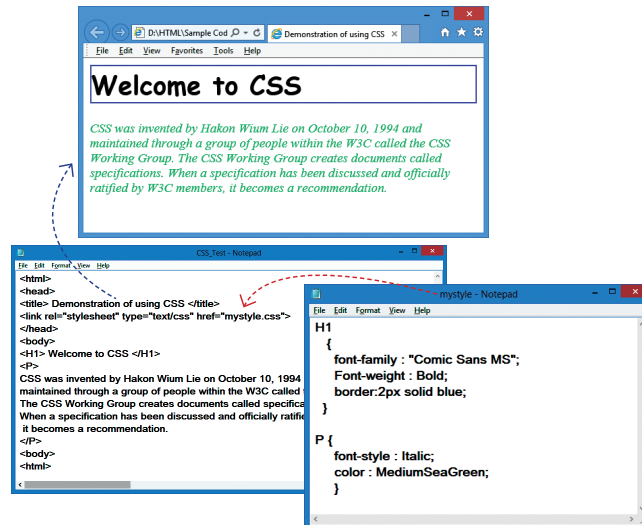 D:\HTML\Sample Cod
Demonstration of using CSS
File Edit View Favorites Tools Help
Welcome to CSS
CSS was invented by Hakon Wium Lie on October 10, 1994 and
maintained through a group of people within the W3C called the CSS
Working Group. The CSS Working Group creates documents called
specifications. When a specification has been discussed and officially
ratified by W3C members, it becomes a recommendation.
CSS_Test - Notepad
File Edit Format View Help
<html>
<head>
<title> Demonstration of using CSS </title>
<link rel="stylesheet" type="text/css" href="mystyle.css">
</head>
<body>
<H1> Welcome to CSS </H1>
<P>
CSS was invented by Hakon Wium Lie on October 10, 1994
maintained through a group of people within the W3C called
The CSS Working Group creates documents called specifica
When a specification has been discussed and officially ratifie
it becomes a recommendation.
</P>
<body>
<html>
mystyle - Notepad
File Edit Format View Help
H1
{
font-family : "Comic Sans MS";
Font-weight : Bold;
border:2px solid blue;
}
P {
font-style : Italic;
color : MediumSeaGreen;
}